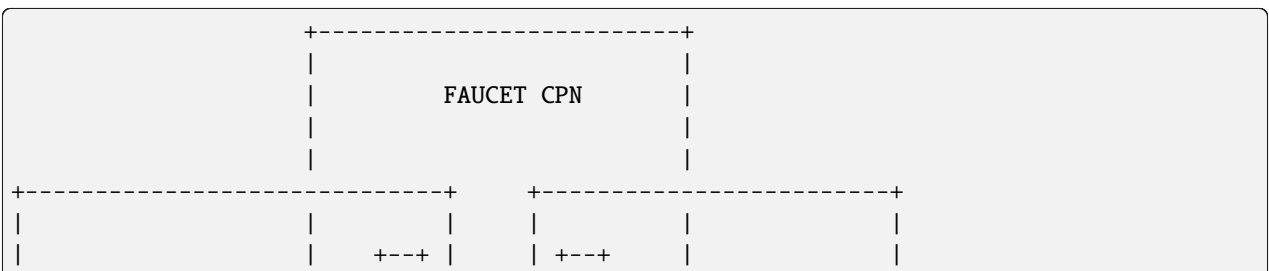 +--------------------------+
|                          |
|         FAUCET CPN       |
|                          |
|                          |
+------------------------------+     +-------------------------+
|                    |         |     |          |              |
|                    |    +--+ |     | +--+     |              |